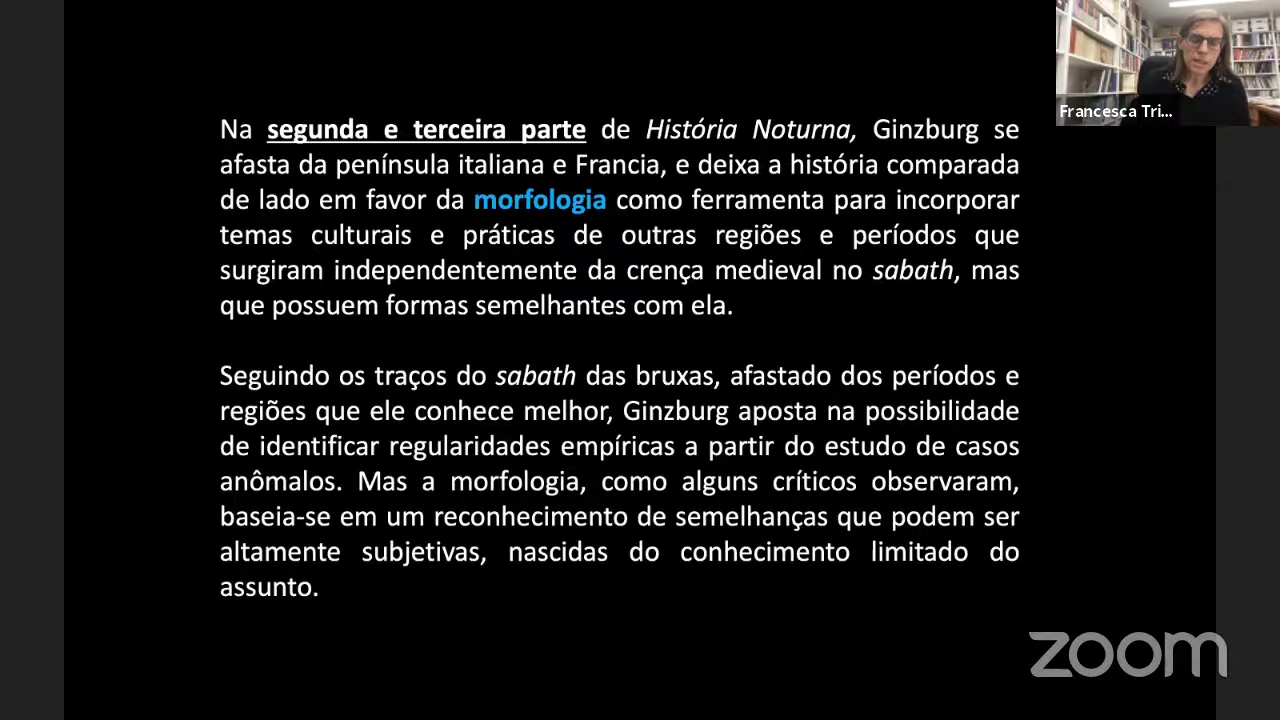 Francesca Tri...
Na segunda e terceira parte de História Noturna, Ginzburg se
afasta da península italiana e Francia, e deixa a história comparada
de lado em favor da morfologia como ferramenta para incorporar
temas culturais e práticas de outras regiões e períodos que
surgiram independentemente da crença medieval no sabath, mas
que possuem formas semelhantes com ela.
Seguindo os traços do sabath das bruxas, afastado dos períodos e
regiões que ele conhece melhor, Ginzburg aposta na possibilidade
de identificar regularidades empíricas a partir do estudo de casos
anômalos. Mas a morfologia, como alguns críticos observaram,
baseia-se em um reconhecimento de semelhanças que podem ser
altamente subjetivas, nascidas do conhecimento limitado do
assunto.
zoom